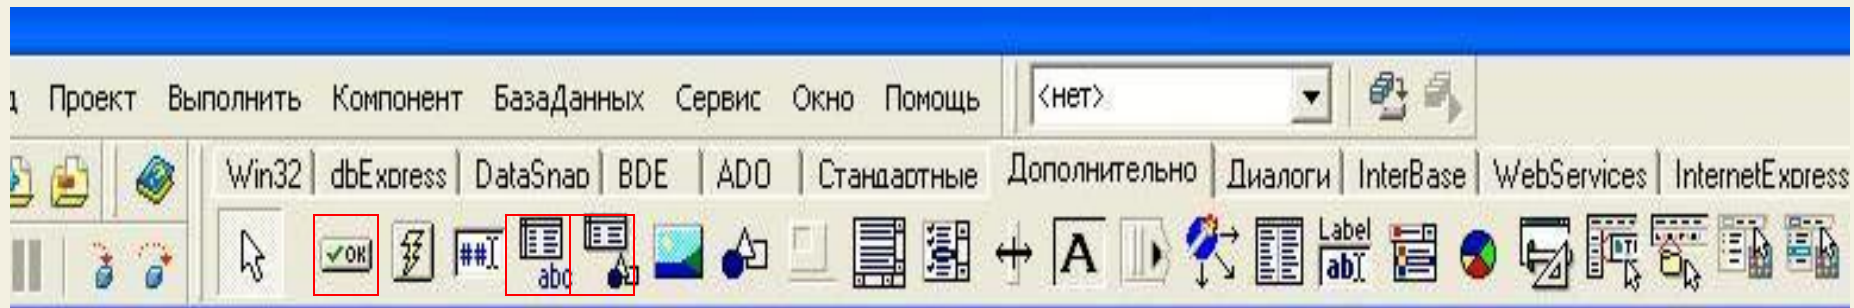 Проект Выполнить Компонент БазаДанных Сервис Окно Помощь <нет>
Win32 dbExpress DataSnap BDE ADO Стандартные Дополнительно Диалоги InterBase WebServices InternetExpress
OK ##I abc A Label abI